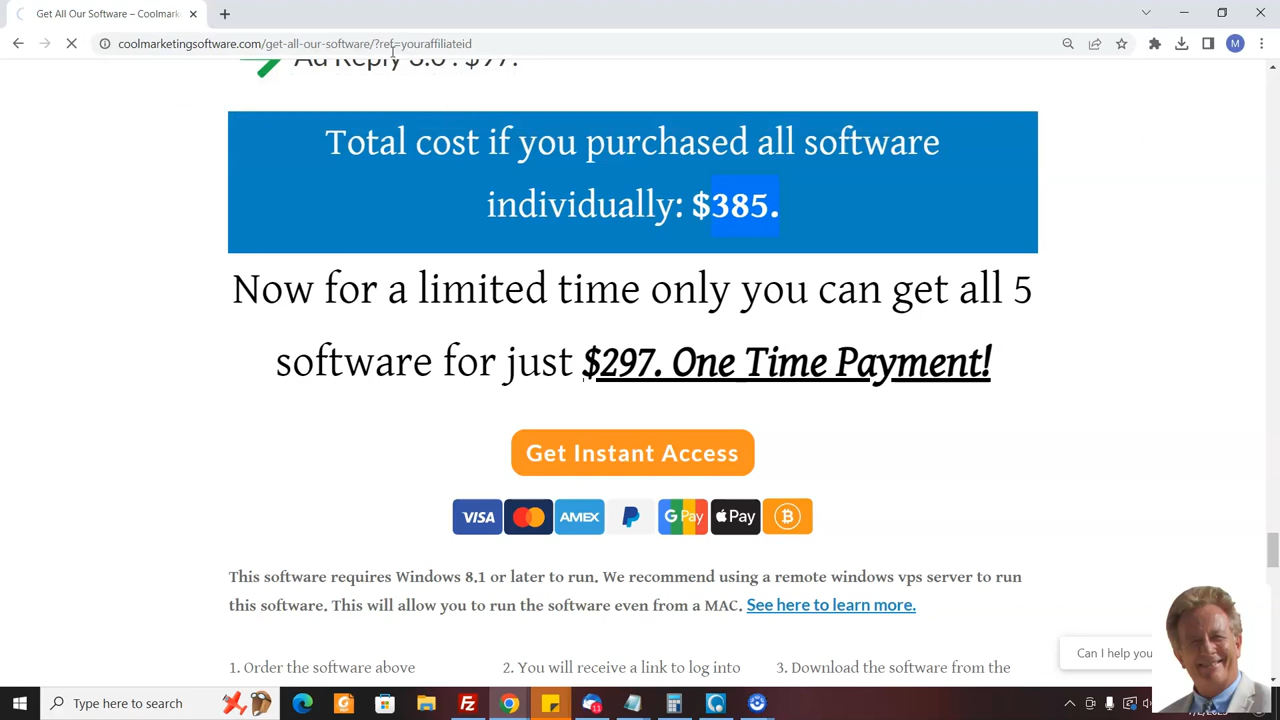 Get All Our Software – Coolmark
coolmarketingsoftware.com/get-all-our-software/?ref=youraffiliateid
M
Ad Reply 3.0 : $97.
Total cost if you purchased all software
individually: $385.
Now for a limited time only you can get all 5
software for just $297. One Time Payment!
Get Instant Access
VISA
AMEX
G Pay
Pay
This software requires Windows 8.1 or later to run. We recommend using a remote windows vps server to run
this software. This will allow you to run the software even from a MAC. See here to learn more.
1. Order the software above
2. You will receive a link to log into
3. Download the software from the
Can I help you
Type here to search